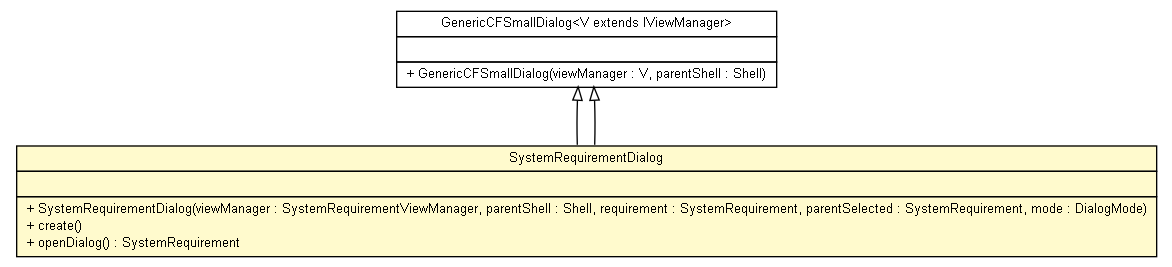 GenericCFSmallDialog<V extends IViewManager>
+ GenericCFSmallDialog(viewManager : V, parentShell : Shell)
SystemRequirementDialog
+ SystemRequirementDialog(viewManager : SystemRequirementViewManager, parentShell : Shell, requirement : SystemRequirement, parentSelected : SystemRequirement, mode : DialogMode)
+ create()
+ openDialog() : SystemRequirement